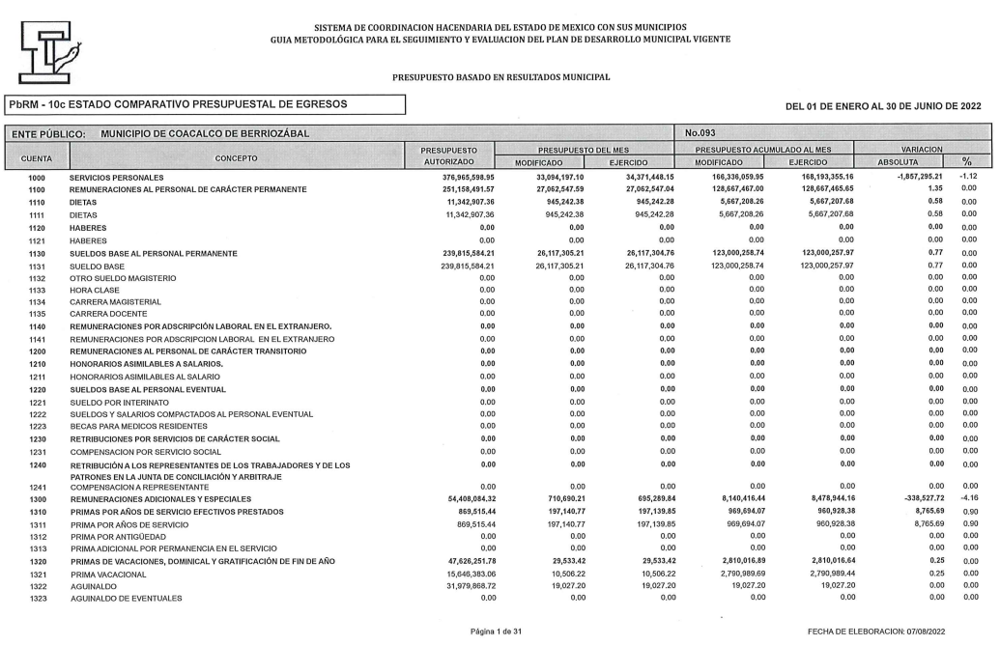 SISTEMA DE COORDINACION HACENDARIA DEL ESTADO DE MEXICO CON SUS MUNICIPIOS
GUIA METODOLÓGICA PARA EL SEGUIMIENTO Y EVALUACION DEL PLAN DE DESARROLLO MUNICIPAL VIGENTE
PRESUPUESTO BASADO EN RESULTADOS MUNICIPAL
PbRM - 10c ESTADO COMPARATIVO PRESUPUESTAL DE EGRESOS
DEL 01 DE ENERO AL 30 DE JUNIO DE 2022
ENTE PÚBLICO: MUNICIPIO DE COACALCO DE BERRIOZÁBAL No.093
CUENTA CONCEPTO PRESUPUESTO AUTORIZADO PRESUPUESTO DEL MES PRESUPUESTO ACUMULADO AL MES VARIACION
MODIFICADO EJERCIDO MODIFICADO EJERCIDO ABSOLUTA %
1000 SERVICIOS PERSONALES 376,965,598.95 33,094,197.10 34,371,448.15 166,336,059.95 168,193,355.16 -1,857,295.21 -1.12
1100 REMUNERACIONES AL PERSONAL DE CARÁCTER PERMANENTE 251,158,491.57 27,062,547.59 27,062,547.04 128,667,467.00 128,667,465.65 1.35 0.00
1110 DIETAS 11,342,907.36 945,242.38 945,242.28 5,667,208.26 5,667,207.68 0.58 0.00
1111 DIETAS 11,342,907.36 945,242.38 945,242.28 5,667,208.26 5,667,207.68 0.58 0.00
1120 HABERES 0.00 0.00 0.00 0.00 0.00 0.00 0.00
1121 HABERES 0.00 0.00 0.00 0.00 0.00 0.00 0.00
1130 SUELDOS BASE AL PERSONAL PERMANENTE 239,815,584.21 26,117,305.21 26,117,304.76 123,000,258.74 123,000,257.97 0.77 0.00
1131 SUELDO BASE 239,815,584.21 26,117,305.21 26,117,304.76 123,000,258.74 123,000,257.97 0.77 0.00
1132 OTRO SUELDO MAGISTERIO 0.00 0.00 0.00 0.00 0.00 0.00 0.00
1133 HORA CLASE 0.00 0.00 0.00 0.00 0.00 0.00 0.00
1134 CARRERA MAGISTERIAL 0.00 0.00 0.00 0.00 0.00 0.00 0.00
1135 CARRERA DOCENTE 0.00 0.00 0.00 0.00 0.00 0.00 0.00
1140 REMUNERACIONES POR ADSCRIPCIÓN LABORAL EN EL EXTRANJERO. 0.00 0.00 0.00 0.00 0.00 0.00 0.00
1141 REMUNERACIONES POR ADSCRIPCION LABORAL EN EL EXTRANJERO 0.00 0.00 0.00 0.00 0.00 0.00 0.00
1200 REMUNERACIONES AL PERSONAL DE CARÁCTER TRANSITORIO 0.00 0.00 0.00 0.00 0.00 0.00 0.00
1210 HONORARIOS ASIMILABLES A SALARIOS. 0.00 0.00 0.00 0.00 0.00 0.00 0.00
1211 HONORARIOS ASIMILABLES AL SALARIO 0.00 0.00 0.00 0.00 0.00 0.00 0.00
1220 SUELDOS BASE AL PERSONAL EVENTUAL 0.00 0.00 0.00 0.00 0.00 0.00 0.00
1221 SUELDO POR INTERINATO 0.00 0.00 0.00 0.00 0.00 0.00 0.00
1222 SUELDOS Y SALARIOS COMPACTADOS AL PERSONAL EVENTUAL 0.00 0.00 0.00 0.00 0.00 0.00 0.00
1223 BECAS PARA MEDICOS RESIDENTES 0.00 0.00 0.00 0.00 0.00 0.00 0.00
1230 RETRIBUCIONES POR SERVICIOS DE CARÁCTER SOCIAL 0.00 0.00 0.00 0.00 0.00 0.00 0.00
1231 COMPENSACION POR SERVICIO SOCIAL 0.00 0.00 0.00 0.00 0.00 0.00 0.00
1240 RETRIBUCIÓN A LOS REPRESENTANTES DE LOS TRABAJADORES Y DE LOS 0.00 0.00 0.00 0.00 0.00 0.00 0.00
PATRONES EN LA JUNTA DE CONCILIACIÓN Y ARBITRAJE
1241 COMPENSACION A REPRESENTANTE 0.00 0.00 0.00 0.00 0.00 0.00 0.00
1300 REMUNERACIONES ADICIONALES Y ESPECIALES 54,408,084.32 710,690.21 695,289.84 8,140,416.44 8,478,944.16 -338,527.72 -4.16
1310 PRIMAS POR AÑOS DE SERVICIO EFECTIVOS PRESTADOS 869,515.44 197,140.77 197,139.85 969,694.07 960,928.38 8,765.69 0.90
1311 PRIMA POR AÑOS DE SERVICIO 869,515.44 197,140.77 197,139.85 969,694.07 960,928.38 8,765.69 0.90
1312 PRIMA POR ANTIGÜEDAD 0.00 0.00 0.00 0.00 0.00 0.00 0.00
1313 PRIMA ADICIONAL POR PERMANENCIA EN EL SERVICIO 0.00 0.00 0.00 0.00 0.00 0.00 0.00
1320 PRIMAS DE VACACIONES, DOMINICAL Y GRATIFICACIÓN DE FIN DE AÑO 47,626,251.78 29,533.42 29,533.42 2,810,016.89 2,810,016.64 0.25 0.00
1321 PRIMA VACACIONAL 15,646,383.06 10,506.22 10,506.22 2,790,989.69 2,790,989.44 0.25 0.00
1322 AGUINALDO 31,979,868.72 19,027.20 19,027.20 19,027.20 19,027.20 0.00 0.00
1323 AGUINALDO DE EVENTUALES 0.00 0.00 0.00 0.00 0.00 0.00 0.00
Página 1 de 31
FECHA DE ELEBORACION: 07/08/2022